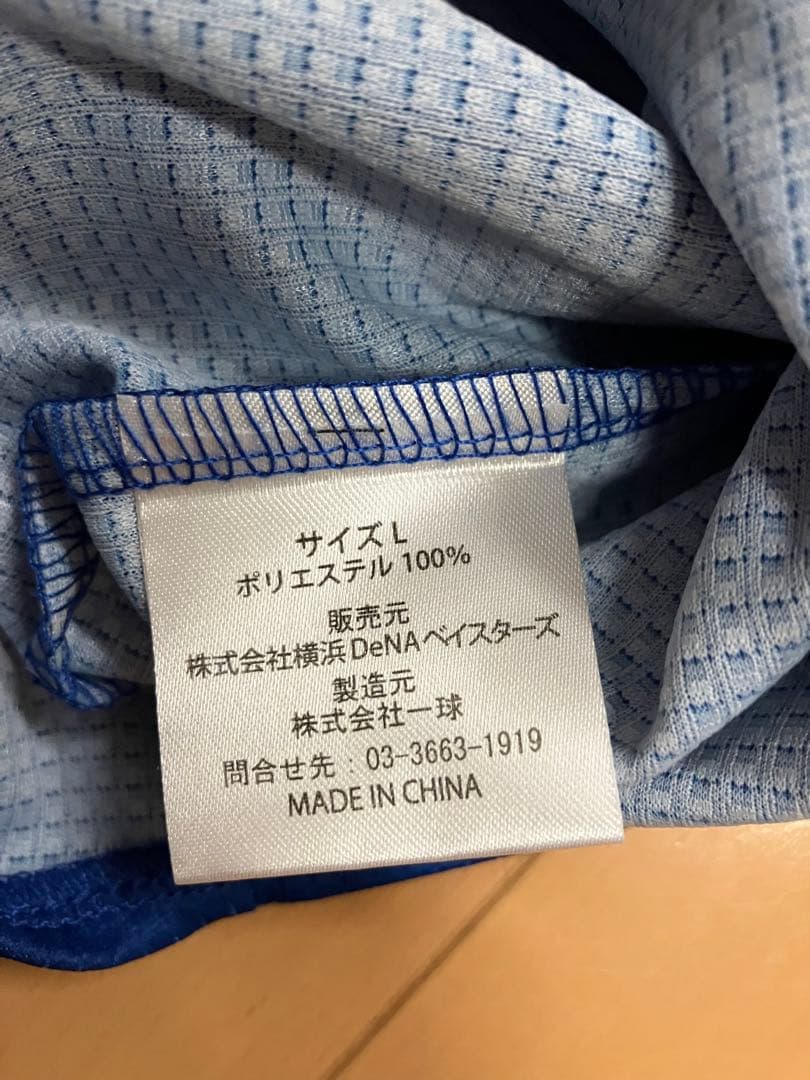 サイズ L
ポリエステル 100%
販売元
株式会社横浜DeNAベイスターズ
製造元
株式会社一球
問合せ先：03-3663-1919
MADE IN CHINA